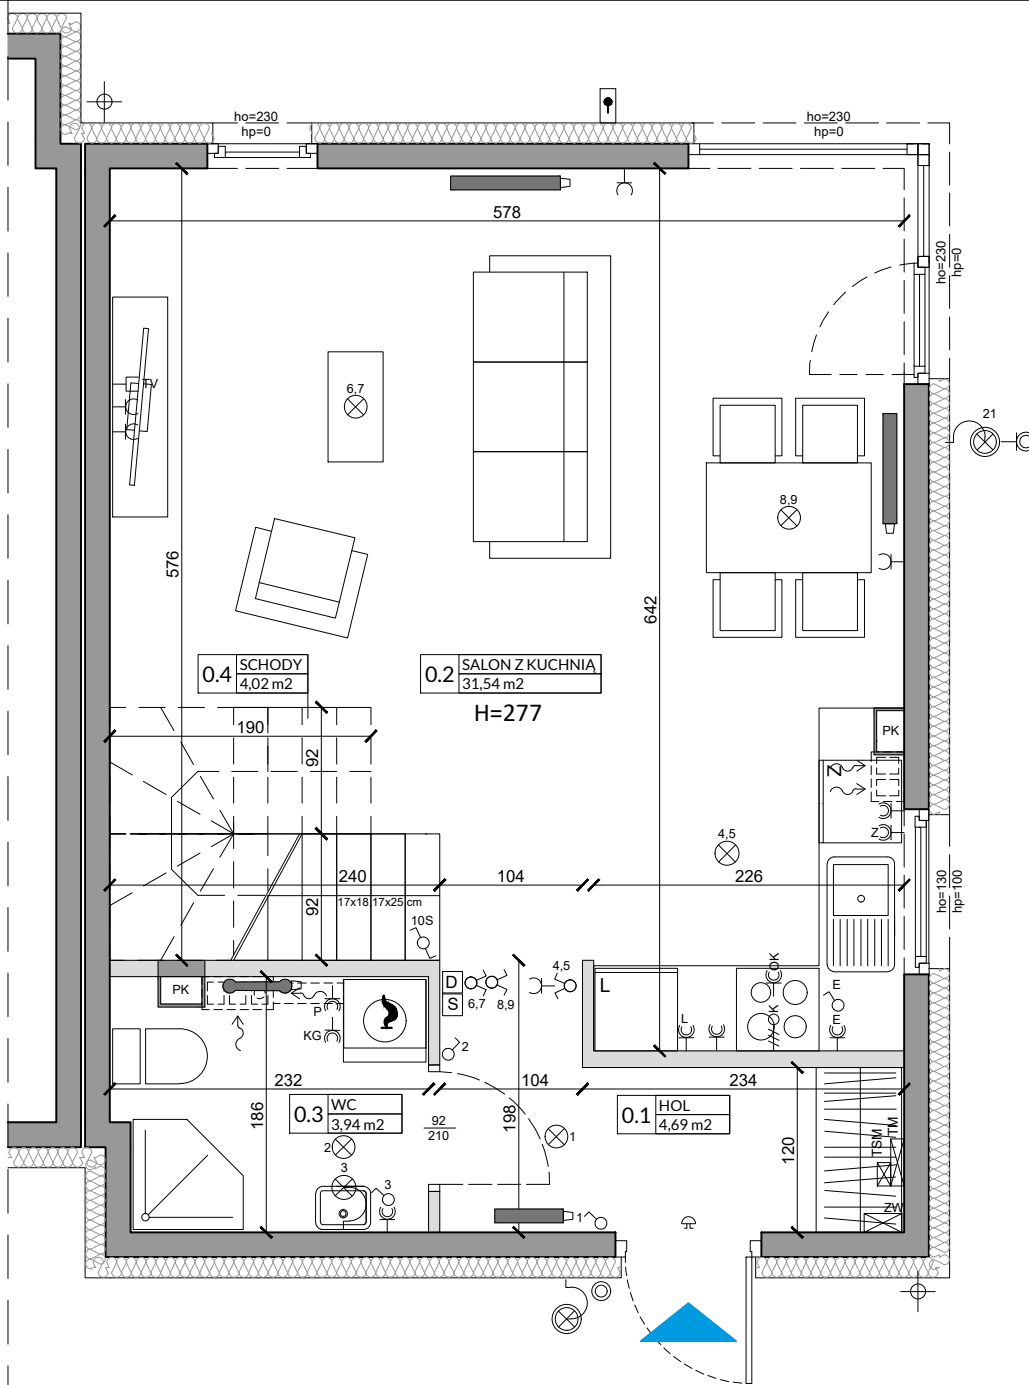 ho=230
hp=0
ho=230
hp=0
578
ho=230
hp=0
TV
6,7
21
8,9
576
642
0.4 SCHODY
4,02 m2
0.2 SALON Z KUCHNIĄ
31,54 m2
H=277
190
92
PK
Z
Z
4,5
240
104
226
92
17x18 17x25 cm
10S
ho=130
hp=100
PK
D
S
6,7
8,9
4,5
L
OK
OK
E
E
L
P
KG
2
232
104
234
186
0.3 WC
3,94 m2
92
210
198
0.1 HOL
4,69 m2
120
2
1
3
3
TSM
TM
ZW
1